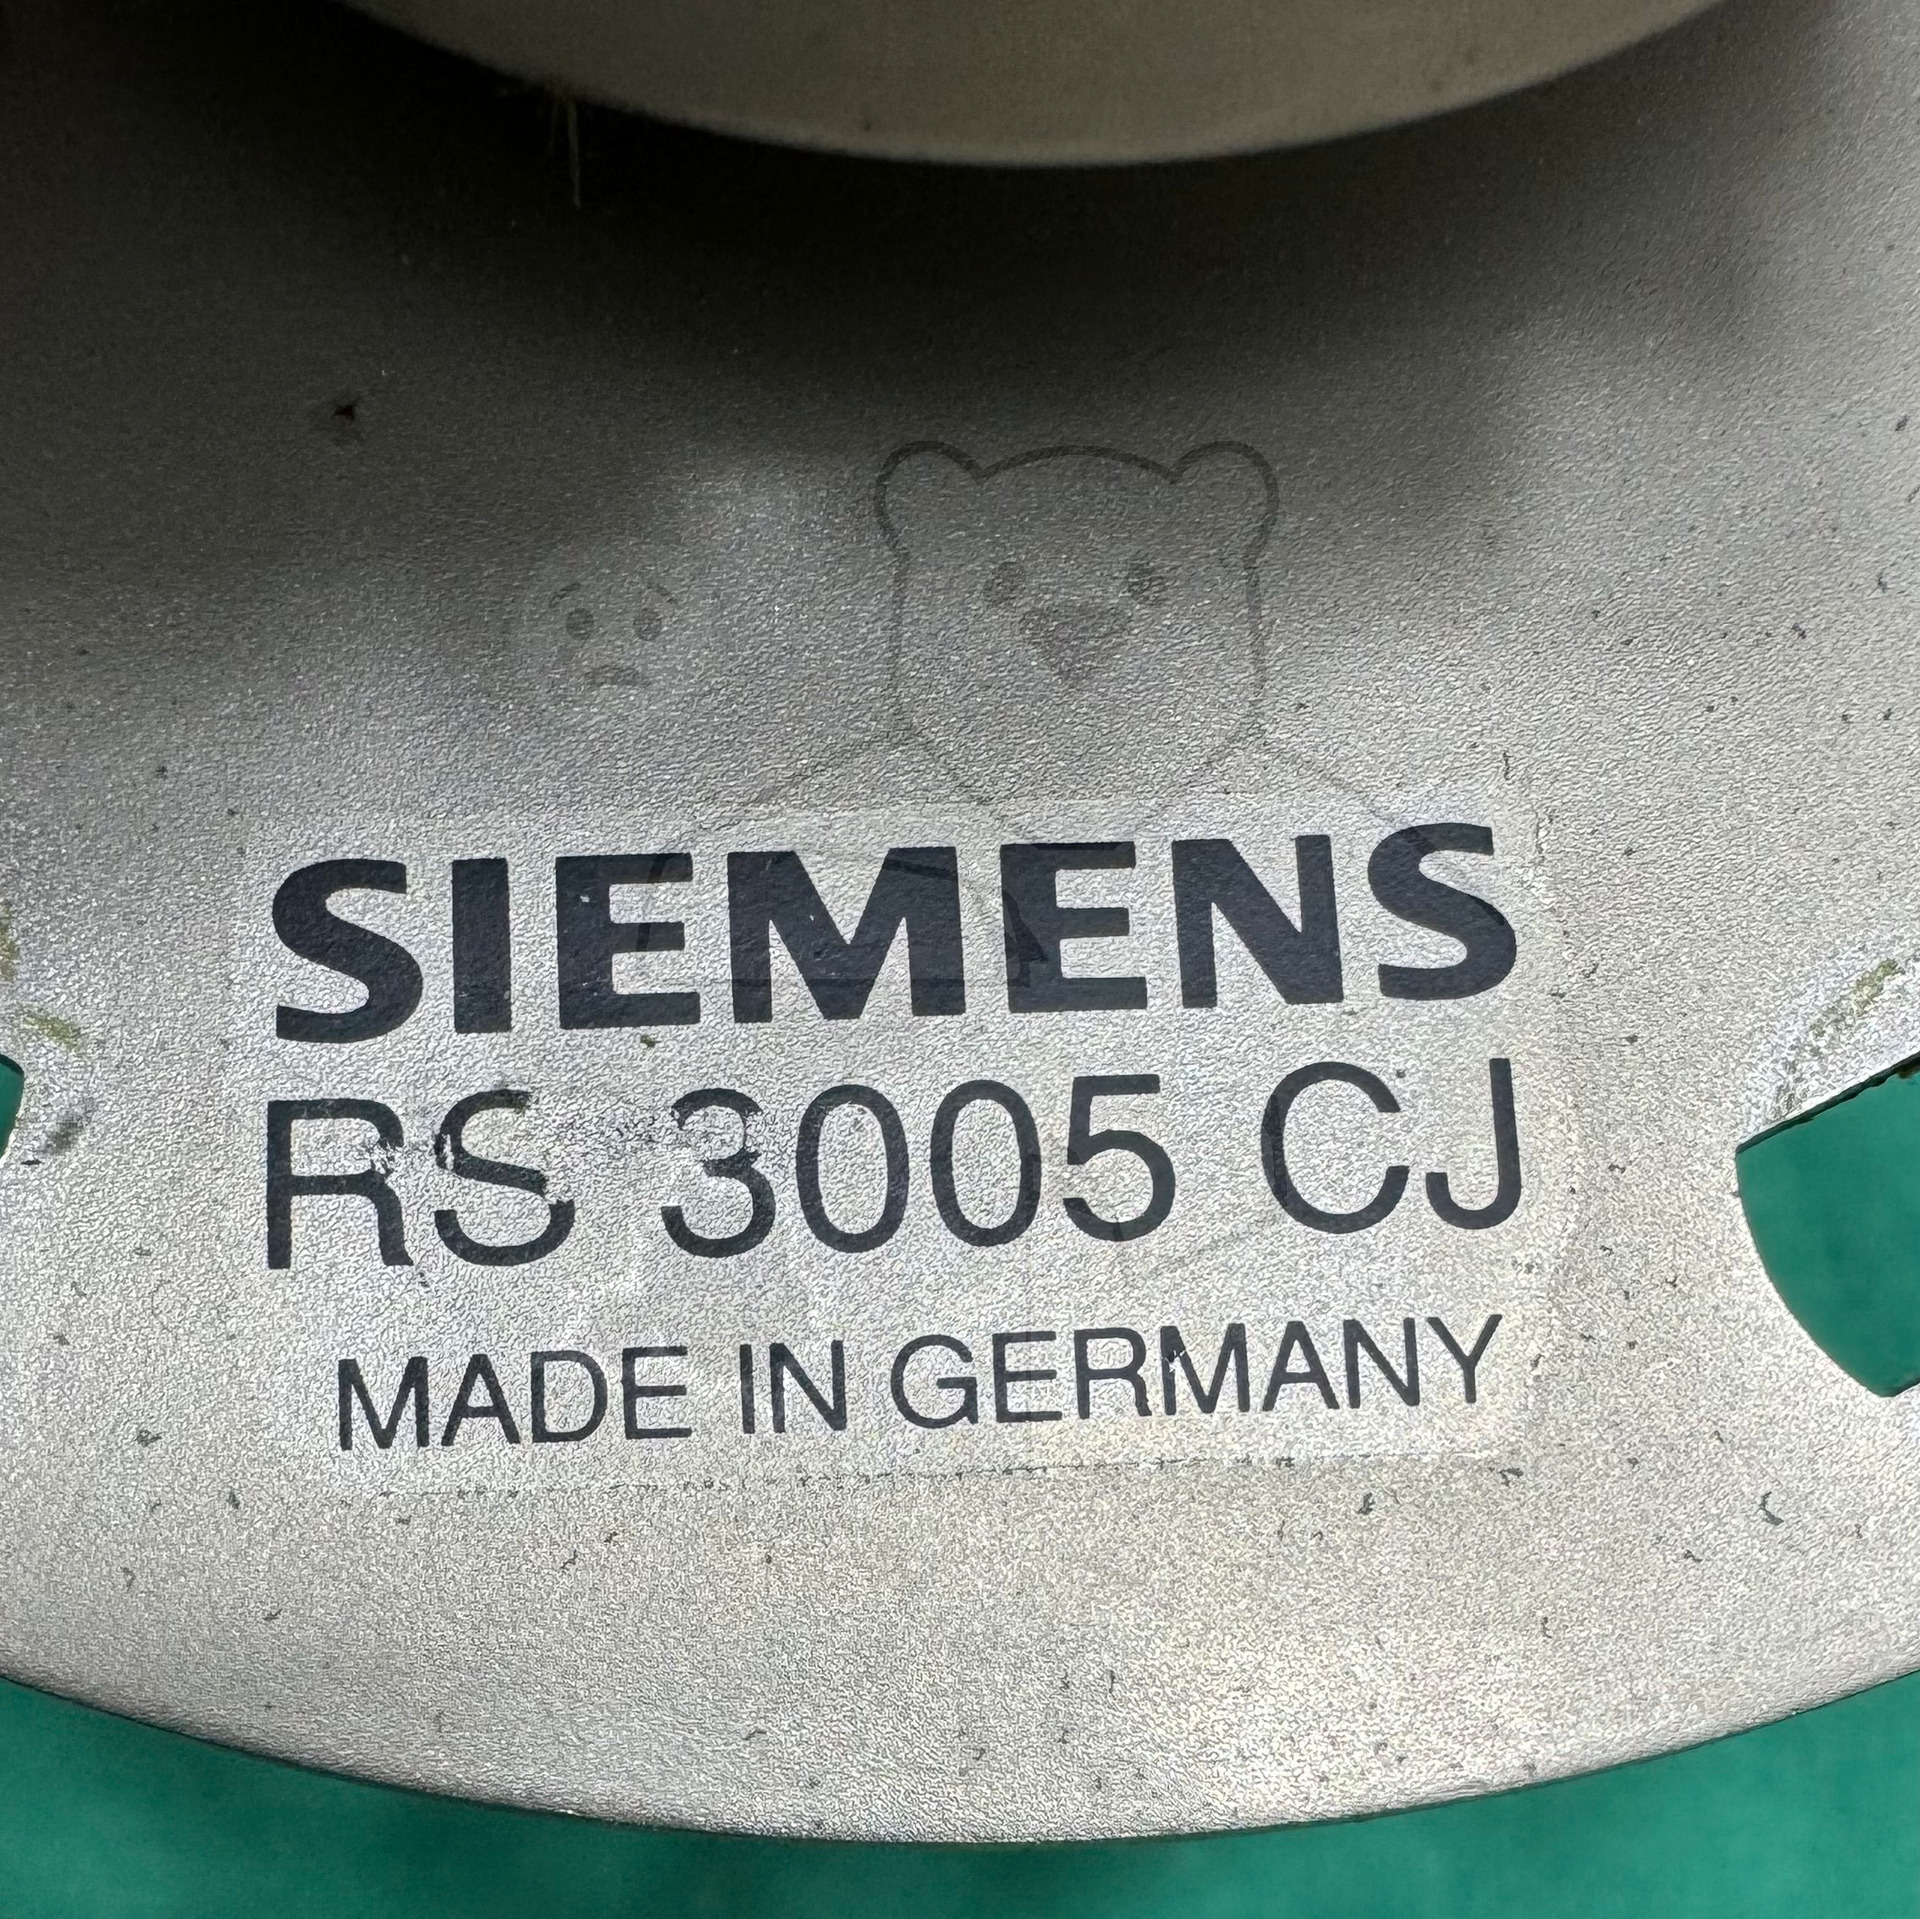 SIEMENS
RS 3005 CJ
MADE IN GERMANY